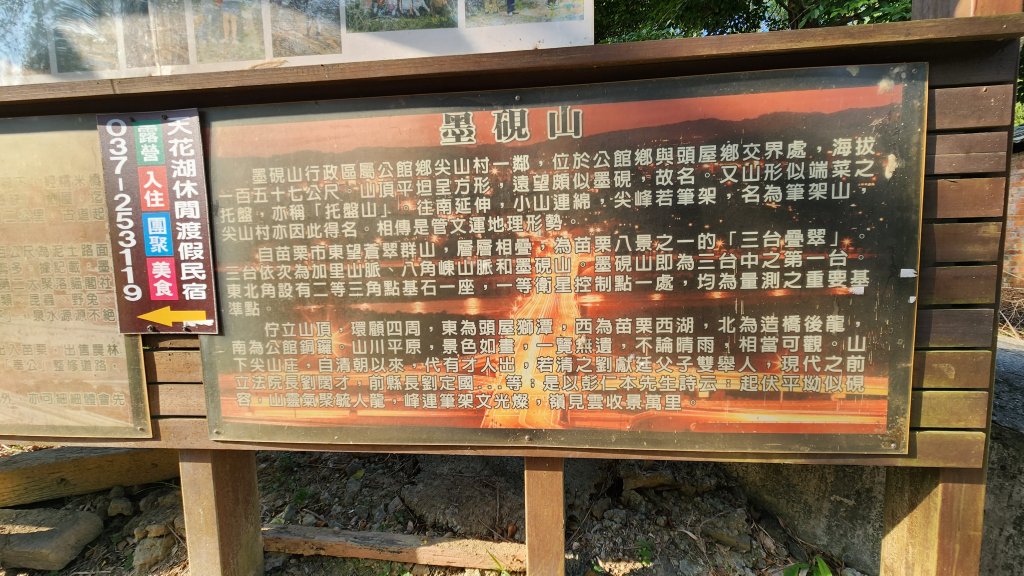 墨硯山
墨硯山行政區屬公館鄉尖山村一鄰，位於公館鄉與頭屋鄉交界處，海拔
一百五十七公尺。山頂平坦呈方形，遠望頗似墨硯，故名。又山形似端菜之
托盤，亦稱「托盤山」。往南延伸，小山連綿，尖峰若筆架，名為筆架山，
尖山村亦因此得名。相傳是管文運地理形勢。
自苗栗市東望蒼翠群山，層層相疊，為苗栗八景之一的「三台疊翠」。
三台依次為加里山脈、八角崠山脈和墨硯山，墨硯山即為三台中之第一台。
東北角設有二等三角點基石一座，一等衛星控制點一處，均為量測之重要基
準點。
佇立山頂，環顧四周，東為頭屋獅潭，西為苗栗西湖，北為造橋後龍，
南為公館銅鑼，山川平原，景色如畫，一覽無遺，不論晴雨，相當可觀。山
下尖山庄，自清朝以來，代有才人出，若清之劉獻廷父子雙舉人，現代之前
立法院長劉闊才，前縣長劉定國…等；是以彭仁本先生詩云：起伏平坳似硯
容，山靈氣聚毓人龍，峰連筆架文光燦，嶺見雲收景萬里。
天花湖休閒渡假民宿
露營
入住
團聚
美食
037-253119